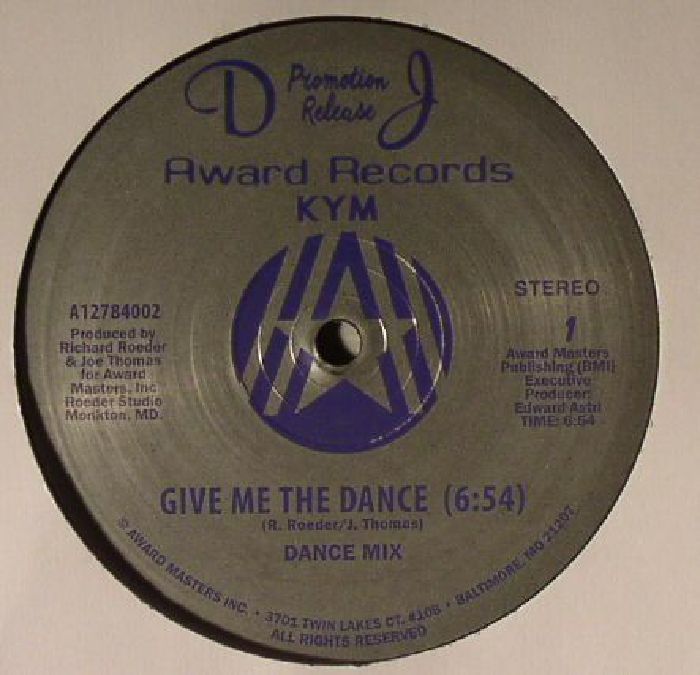 D Promotion J
Release
Award Records
KYM
STEREO
A12784002
Produced by
Richard Roeder
& Joe Thomas
for Award
Masters, Inc
Roeder Studio
Monkton, MD.
1
Award Masters
Publishing (BMI)
Executive
Producer:
Edward Astri
TIME: 6:54
GIVE ME THE DANCE (6:54)
(R. Roeder/J. Thomas)
DANCE MIX
© AWARD MASTERS INC. • 3701 TWIN LAKES CT. #108 • BALTIMORE, MD 21207
ALL RIGHTS RESERVED